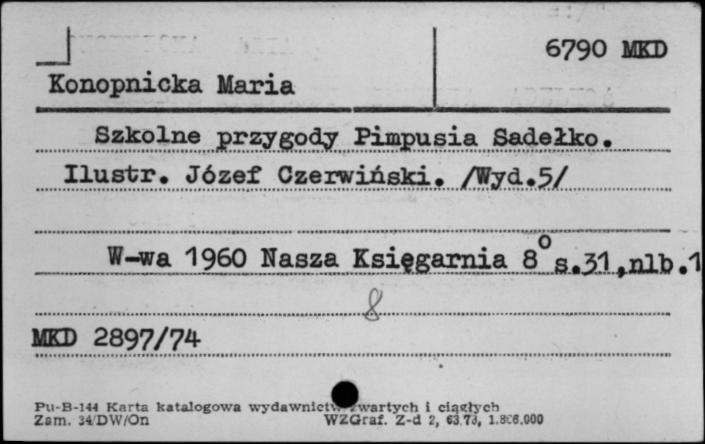 6790 MKD
Konopnicka Maria
Szkolne przygody Pimpusia Sadełko.
Ilustr. Józef Czerwiński. /Wyd.5/
W-wa 1960 Nasza Księgarnia 8° s.31,nlb.1
8
MKD 2897/74
Pu-B-144 Karta katalogowa wydawnictw zwartych i ciągłych
Zam. 34/DW/On WZGraf. Z-d 2, 63.73, 1.806.000